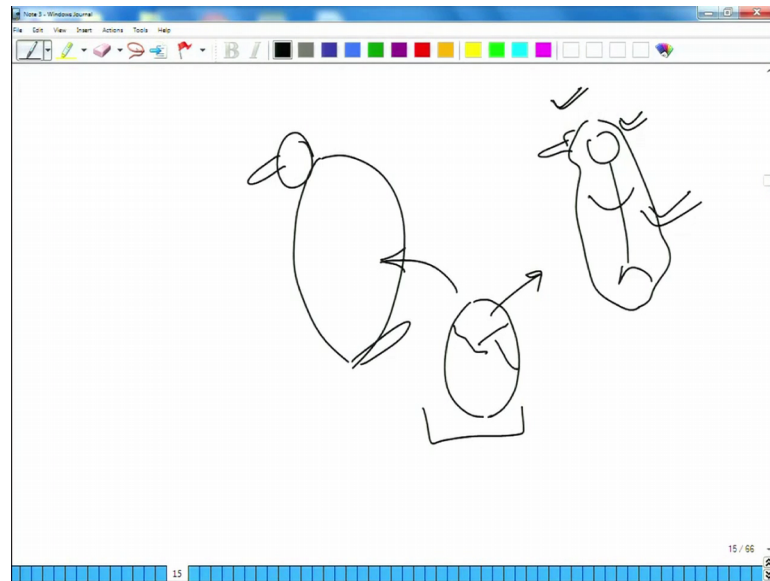 Note 3 - Windows Journal
File Edit View Insert Actions Tools Help
B I
15 / 66
15